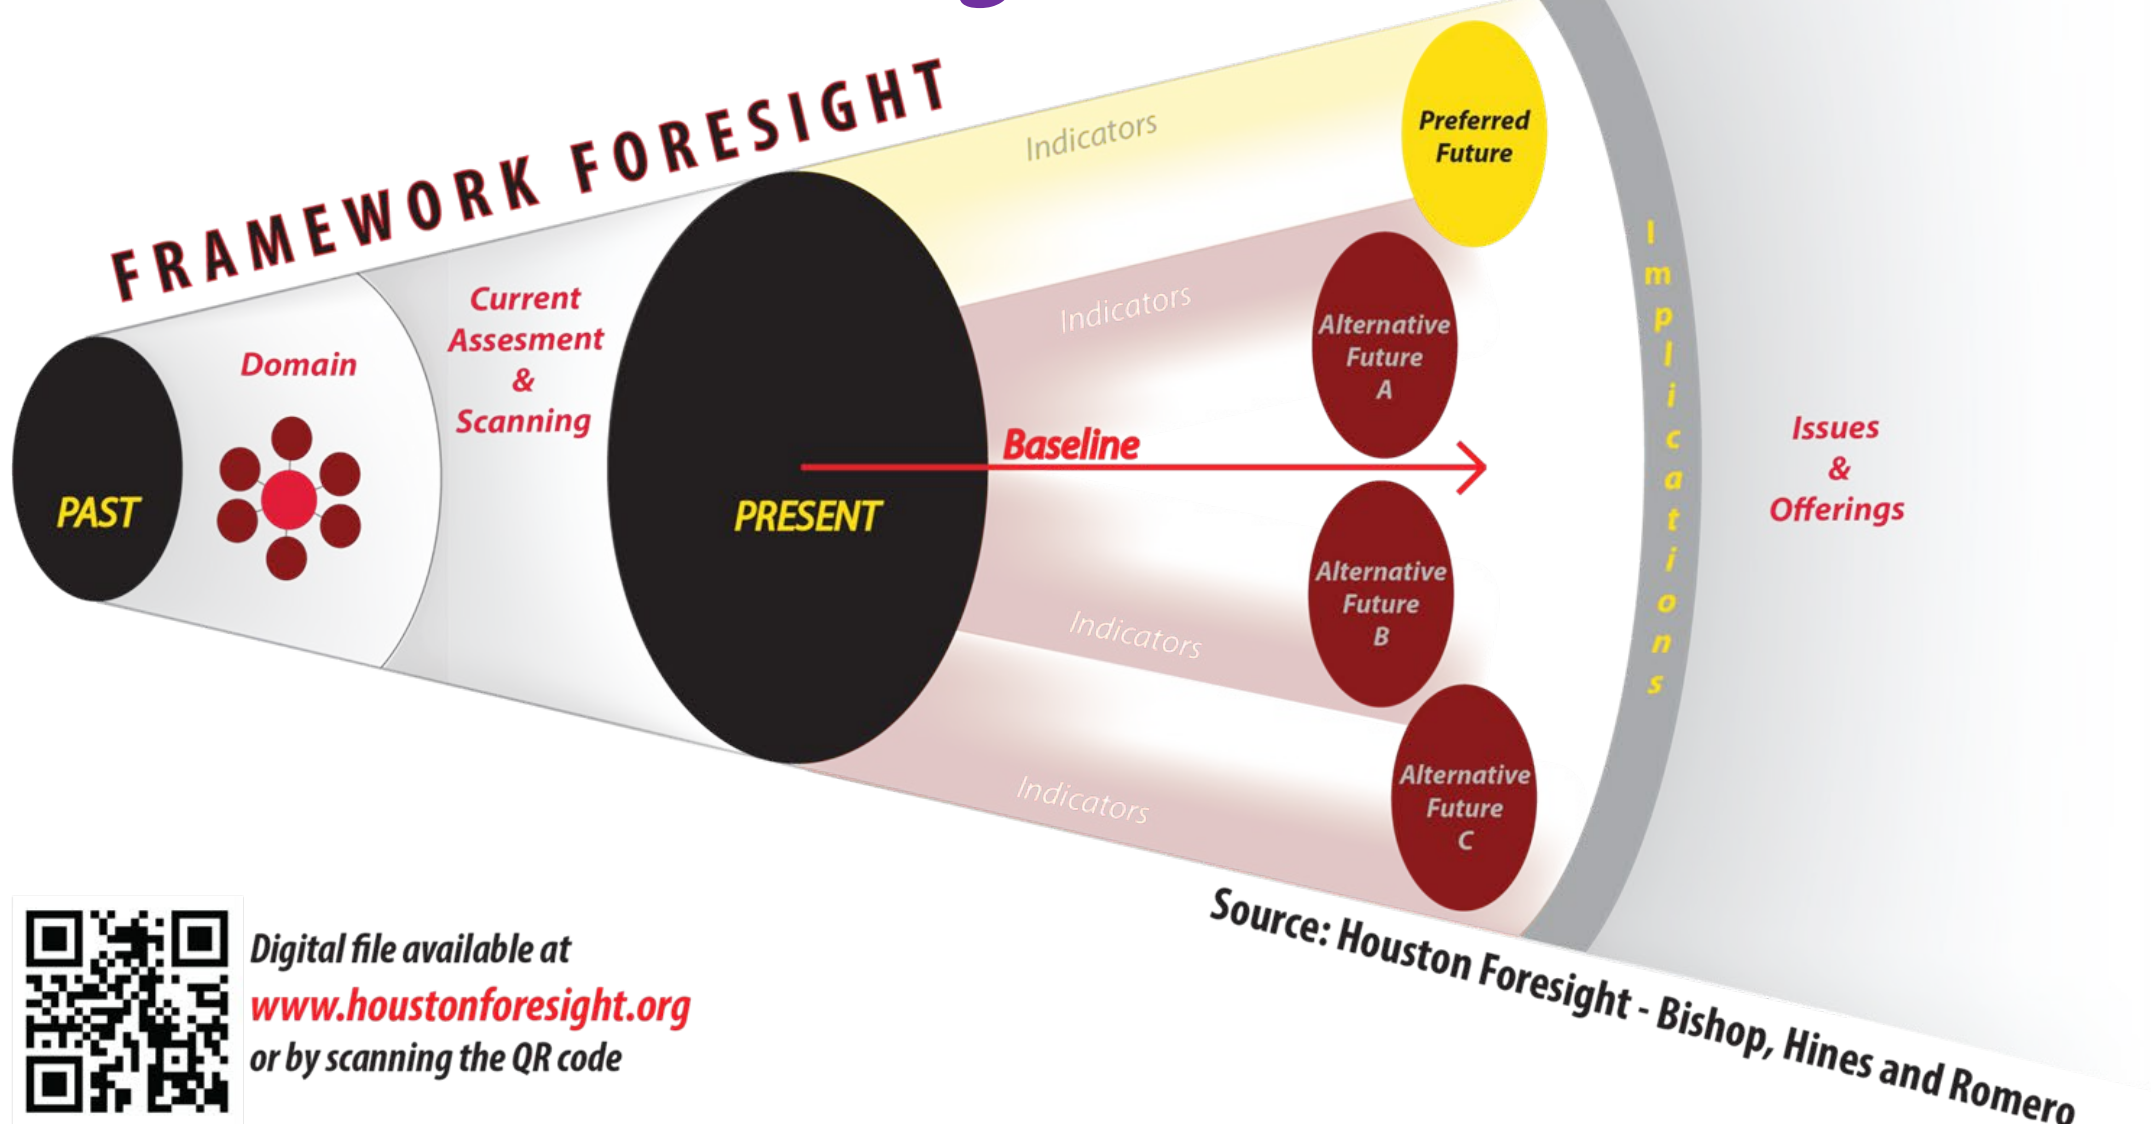 FRAMEWORK FORESIGHT
PAST
Domain
Current
Assesment
&
Scanning
PRESENT
Baseline
Indicators
Indicators
Indicators
Indicators
Preferred
Future
Alternative
Future
A
Alternative
Future
B
Alternative
Future
C
Implications
Issues
&
Offerings
Source: Houston Foresight - Bishop, Hines and Romero
Digital file available at
www.houstonforesight.org
or by scanning the QR code